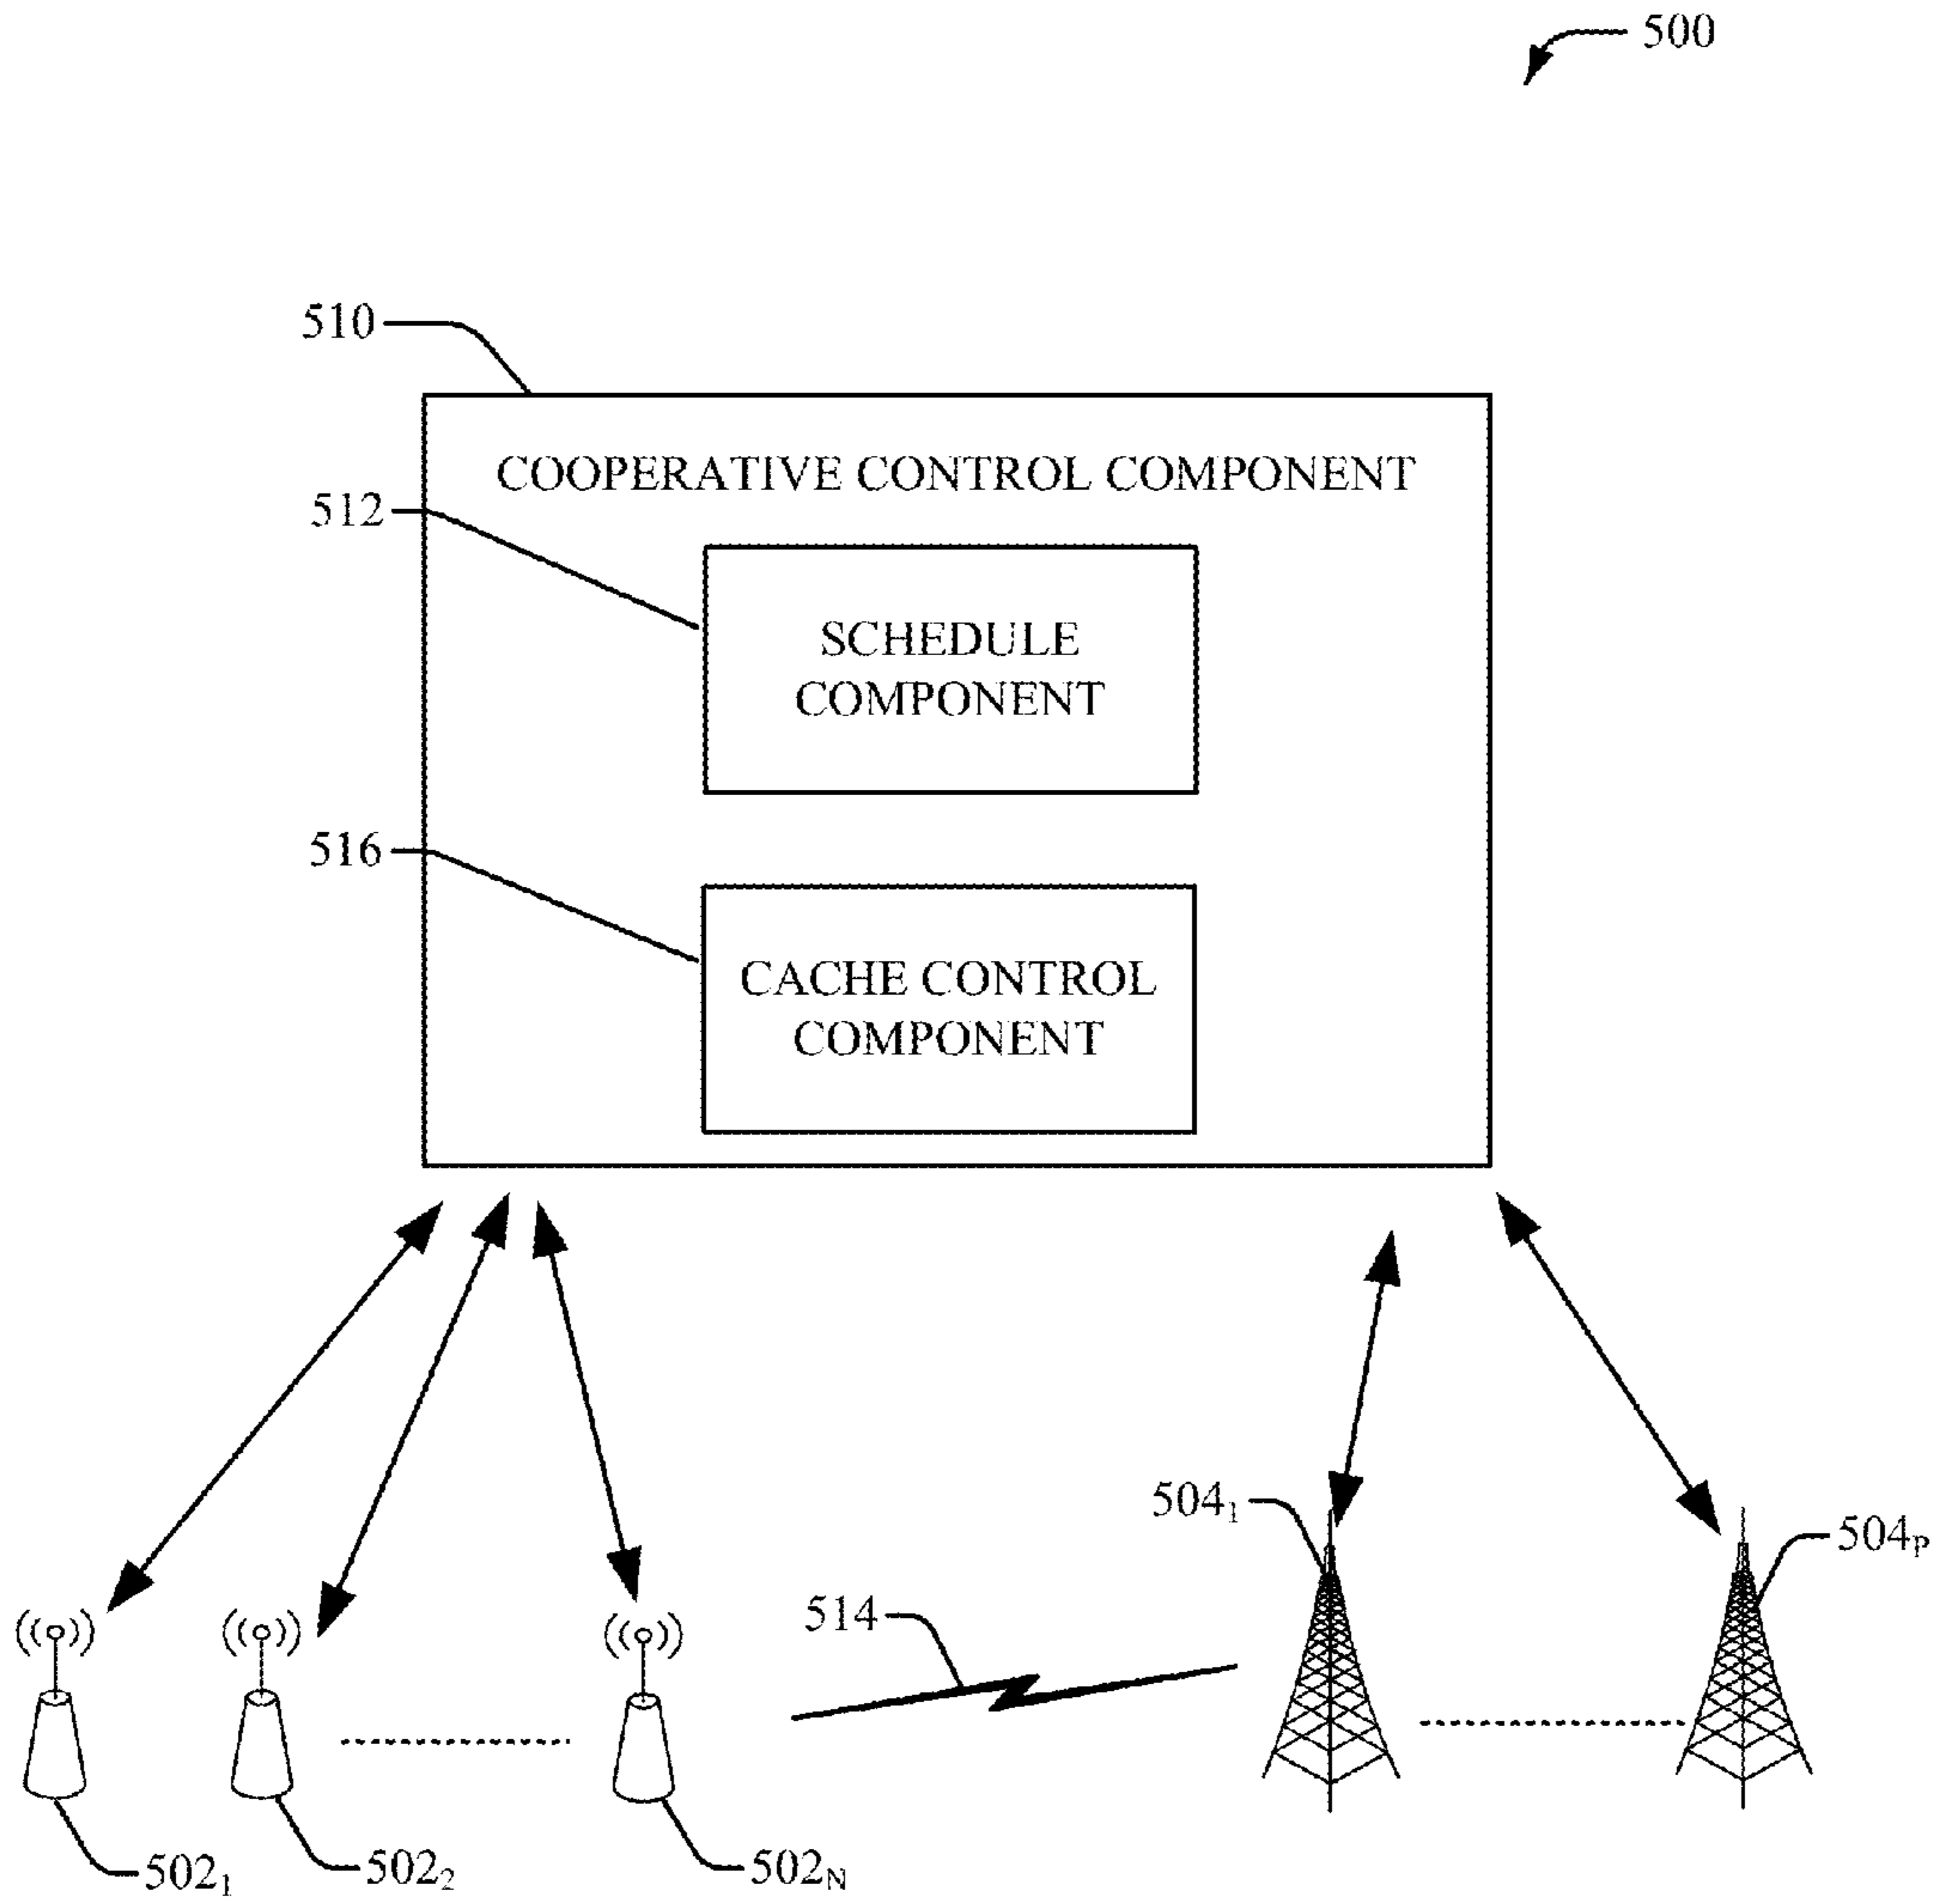 500
510
COOPERATIVE CONTROL COMPONENT
512
SCHEDULE
COMPONENT
516
CACHE CONTROL
COMPONENT
504₁
504P
514
502₁
502₂
502N